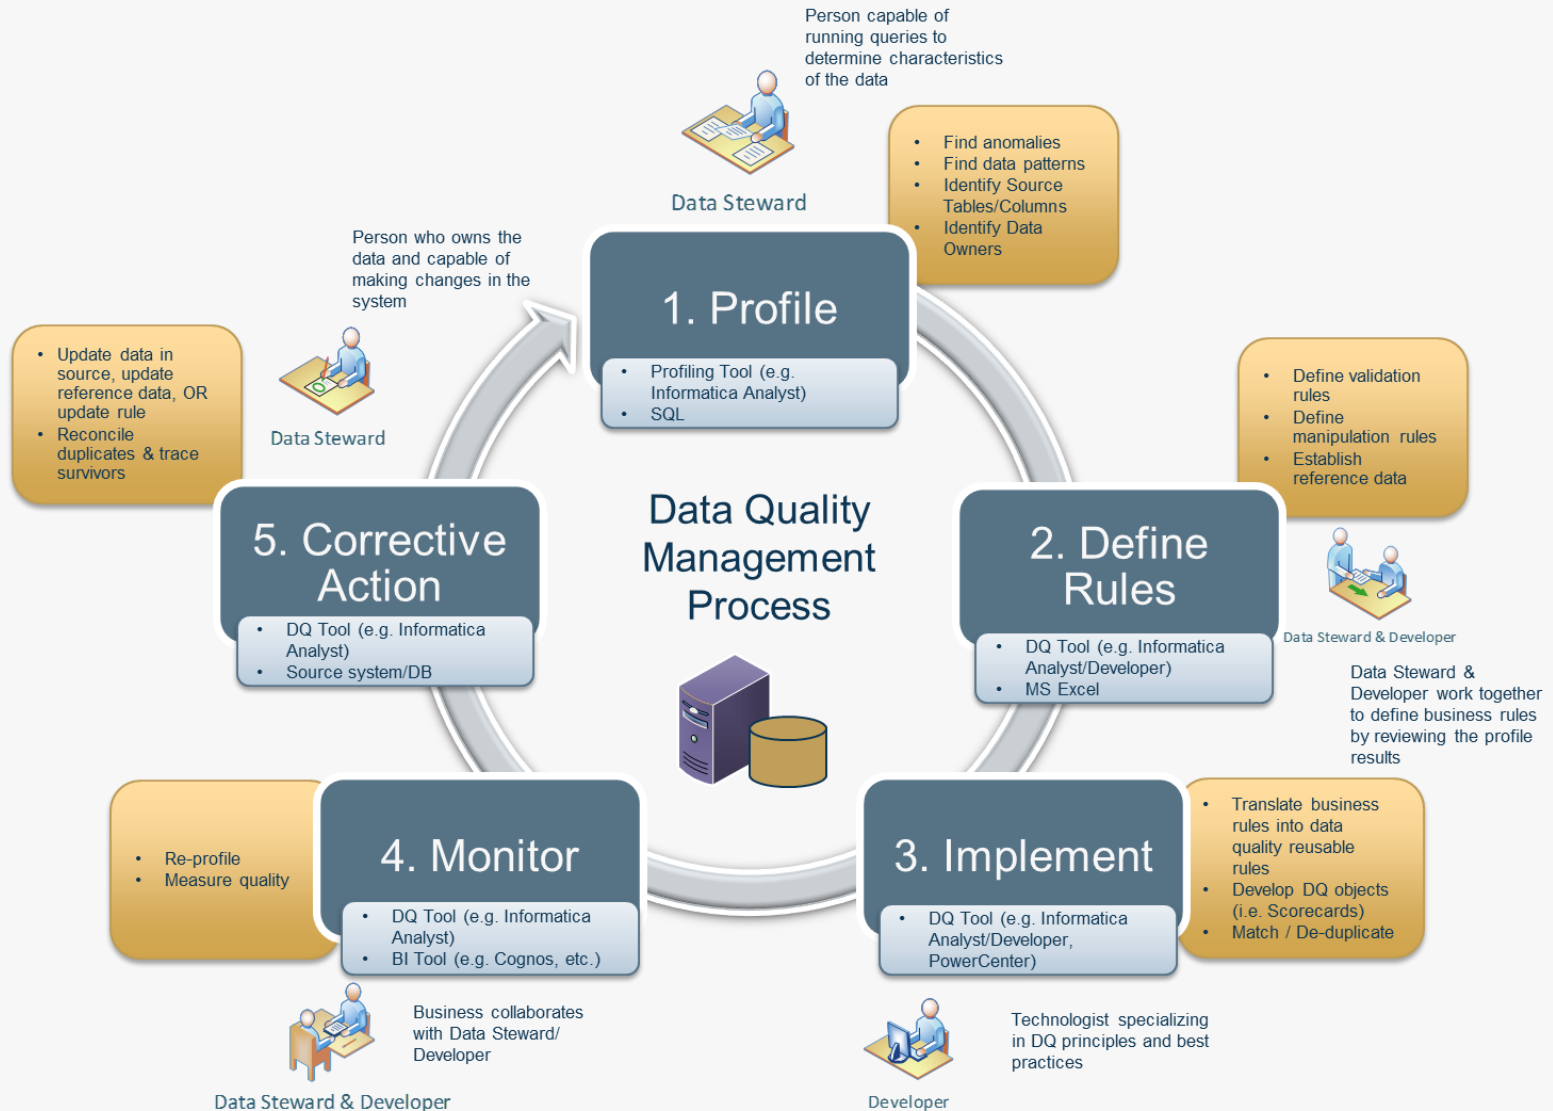 Person capable of
running queries to
determine characteristics
of the data
Data Steward
• Find anomalies
• Find data patterns
• Identify Source
Tables/Columns
• Identify Data
Owners
1. Profile
• Profiling Tool (e.g.
Informatica Analyst)
• SQL
• Define validation
rules
• Define
manipulation rules
• Establish
reference data
2. Define
Rules
• DQ Tool (e.g. Informatica
Analyst/Developer)
• MS Excel
Data Steward & Developer
Data Steward &
Developer work together
to define business rules
by reviewing the profile
results
3. Implement
• DQ Tool (e.g. Informatica
Analyst/Developer,
PowerCenter)
• Translate business
rules into data
quality reusable
rules
• Develop DQ objects
(i.e. Scorecards)
• Match / De-duplicate
Developer
Technologist specializing
in DQ principles and best
practices
4. Monitor
• DQ Tool (e.g. Informatica
Analyst)
• BI Tool (e.g. Cognos, etc.)
• Re-profile
• Measure quality
Data Steward & Developer
Business collaborates
with Data Steward/
Developer
5. Corrective
Action
• DQ Tool (e.g. Informatica
Analyst)
• Source system/DB
• Update data in
source, update
reference data, OR
update rule
• Reconcile
duplicates & trace
survivors
Data Steward
Person who owns the
data and capable of
making changes in the
system
Data Quality
Management
Process